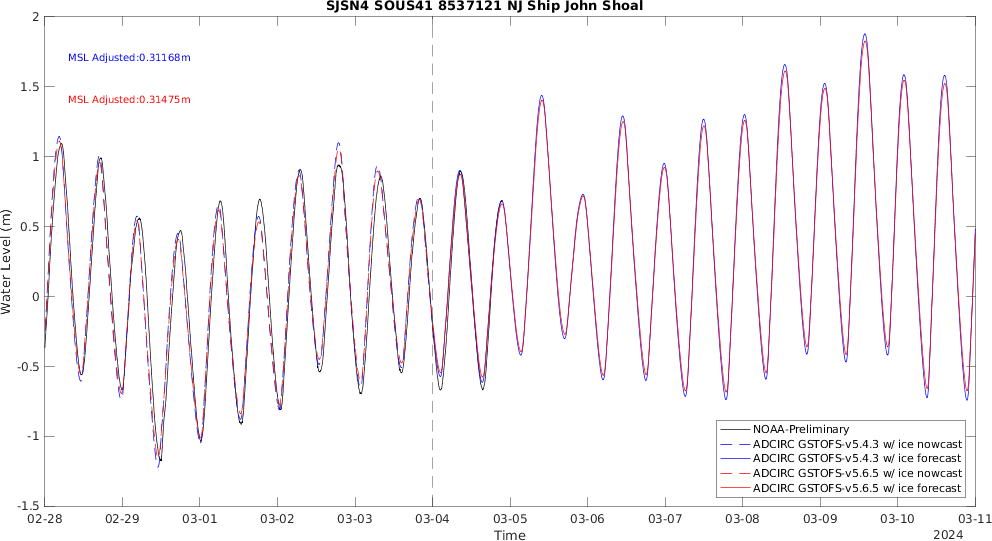 SJSN4 SOUS41 8537121 NJ Ship John Shoal
MSL Adjusted:0.31168m
MSL Adjusted:0.31475m
Water Level (m)
2
1.5
1
0.5
0
-0.5
-1
-1.5
NOAA-Preliminary
ADCIRC GSTOFS-v5.4.3 w/ ice nowcast
ADCIRC GSTOFS-v5.4.3 w/ ice forecast
ADCIRC GSTOFS-v5.6.5 w/ ice nowcast
ADCIRC GSTOFS-v5.6.5 w/ ice forecast
02-28 02-29 03-01 03-02 03-03 03-04 03-05 03-06 03-07 03-08 03-09 03-10 03-11
Time
2024